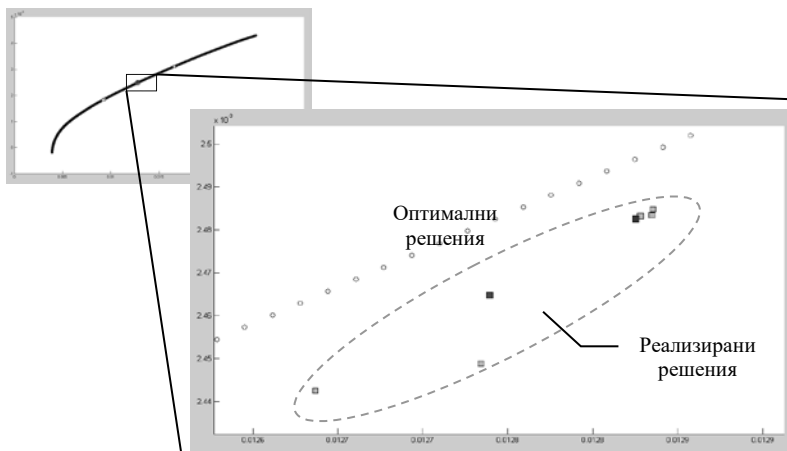 x 10⁻³
2.5
2.49
2.48
2.47
2.46
2.45
2.44
Оптимални
решения
Реализирани
решения
0.0126
0.0127
0.0127
0.0128
0.0128
0.0129
0.0129